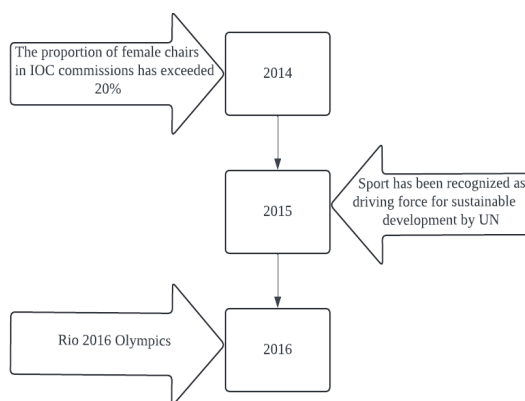 The proportion of female chairs
in IOC commissions has exceeded
20%
2014
Sport has been recognized as
driving force for sustainable
development by UN
2015
Rio 2016 Olympics
2016